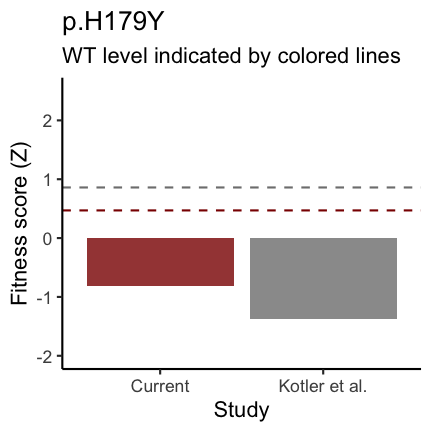 p.H179Y
WT level indicated by colored lines
Fitness score (Z)
2
1
0
-1
-2
Current
Kotler et al.
Study